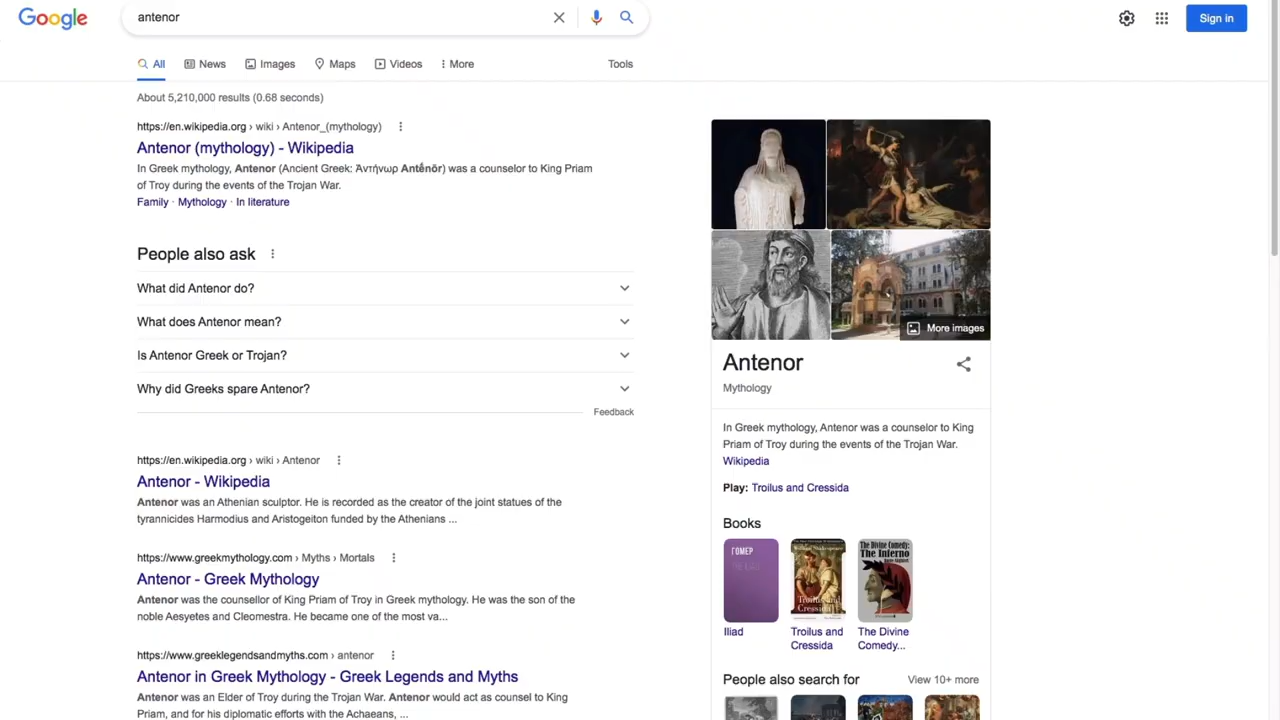 Google
antenor
Sign in
All
News
Images
Maps
Videos
More
Tools
About 5,210,000 results (0.68 seconds)
https://en.wikipedia.org › wiki › Antenor_(mythology)
Antenor (mythology) - Wikipedia
In Greek mythology, Antenor (Ancient Greek: Ἀντήνωρ Antḗnōr) was a counselor to King Priam
of Troy during the events of the Trojan War.
Family · Mythology · In literature
People also ask
What did Antenor do?
What does Antenor mean?
Is Antenor Greek or Trojan?
Why did Greeks spare Antenor?
Feedback
https://en.wikipedia.org › wiki › Antenor
Antenor - Wikipedia
Antenor was an Athenian sculptor. He is recorded as the creator of the joint statues of the
tyrannicides Harmodius and Aristogeiton funded by the Athenians ...
https://www.greekmythology.com › Myths › Mortals
Antenor - Greek Mythology
Antenor was the counsellor of King Priam of Troy in Greek mythology. He was the son of the
noble Aesyetes and Cleomestra. He became one of the most va...
https://www.greeklegendsandmyths.com › antenor
Antenor in Greek Mythology - Greek Legends and Myths
Antenor was an Elder of Troy during the Trojan War. Antenor would act as counsel to King
Priam, and for his diplomatic efforts with the Achaeans, ...
More images
Antenor
Mythology
In Greek mythology, Antenor was a counselor to King
Priam of Troy during the events of the Trojan War.
Wikipedia
Play: Troilus and Cressida
Books
ГОМЕР
The Divine Comedy:
The Inferno
Troilus and
Cressida
Iliad
Troilus and
Cressida
The Divine
Comedy...
People also search for
View 10+ more